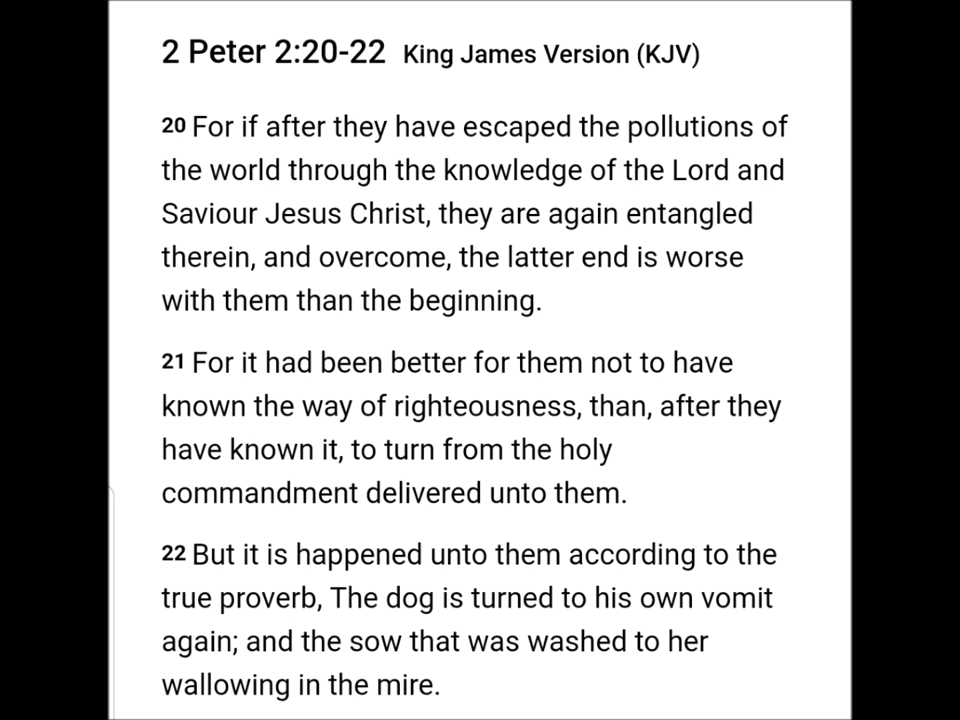 2 Peter 2:20-22 King James Version (KJV)
20 For if after they have escaped the pollutions of
the world through the knowledge of the Lord and
Saviour Jesus Christ, they are again entangled
therein, and overcome, the latter end is worse
with them than the beginning.
21 For it had been better for them not to have
known the way of righteousness, than, after they
have known it, to turn from the holy
commandment delivered unto them.
22 But it is happened unto them according to the
true proverb, The dog is turned to his own vomit
again; and the sow that was washed to her
wallowing in the mire.